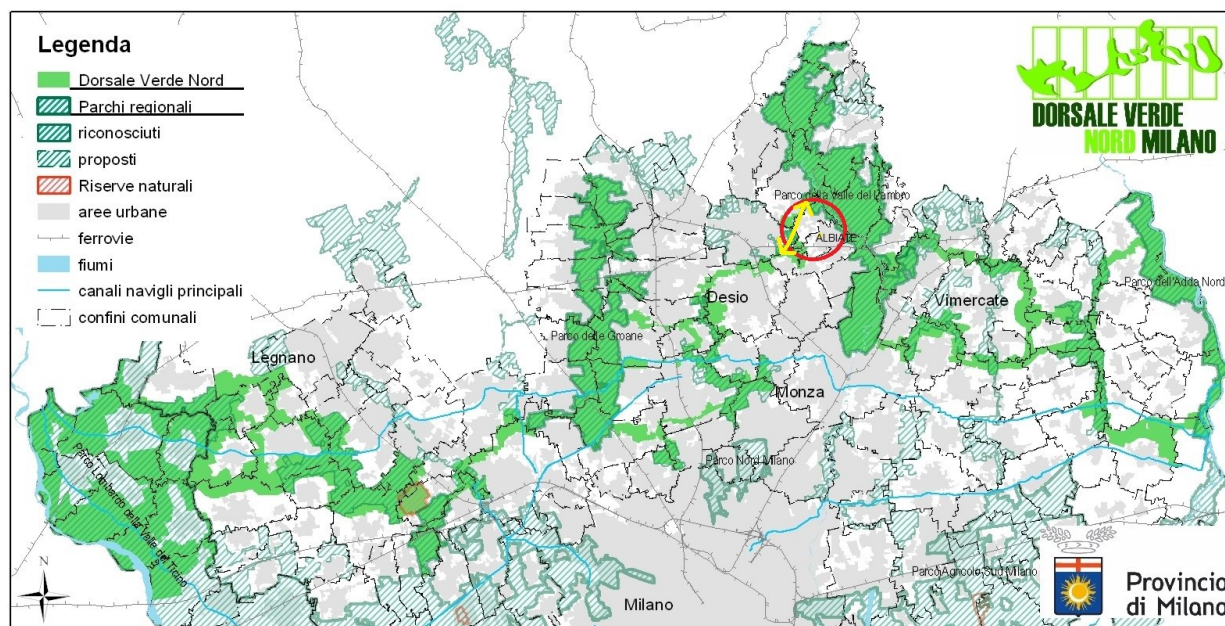 Legenda
Dorsale Verde Nord
Parchi regionali
riconosciuti
proposti
Riserve naturali
aree urbane
ferrovie
fiumi
canali navigli principali
confini comunali
DORSALE VERDE
NORD MILANO
Parco della Valle del Lambro
ALBIATE
Desio
Vimercate
Parco dell'Adda Nord
Parco delle Groane
Legnano
Monza
Parco Nord Milano
Parco Lombardo della Valle del Ticino
Parco Agricolo Sud Milano
Milano
N
Provincia
di Milano